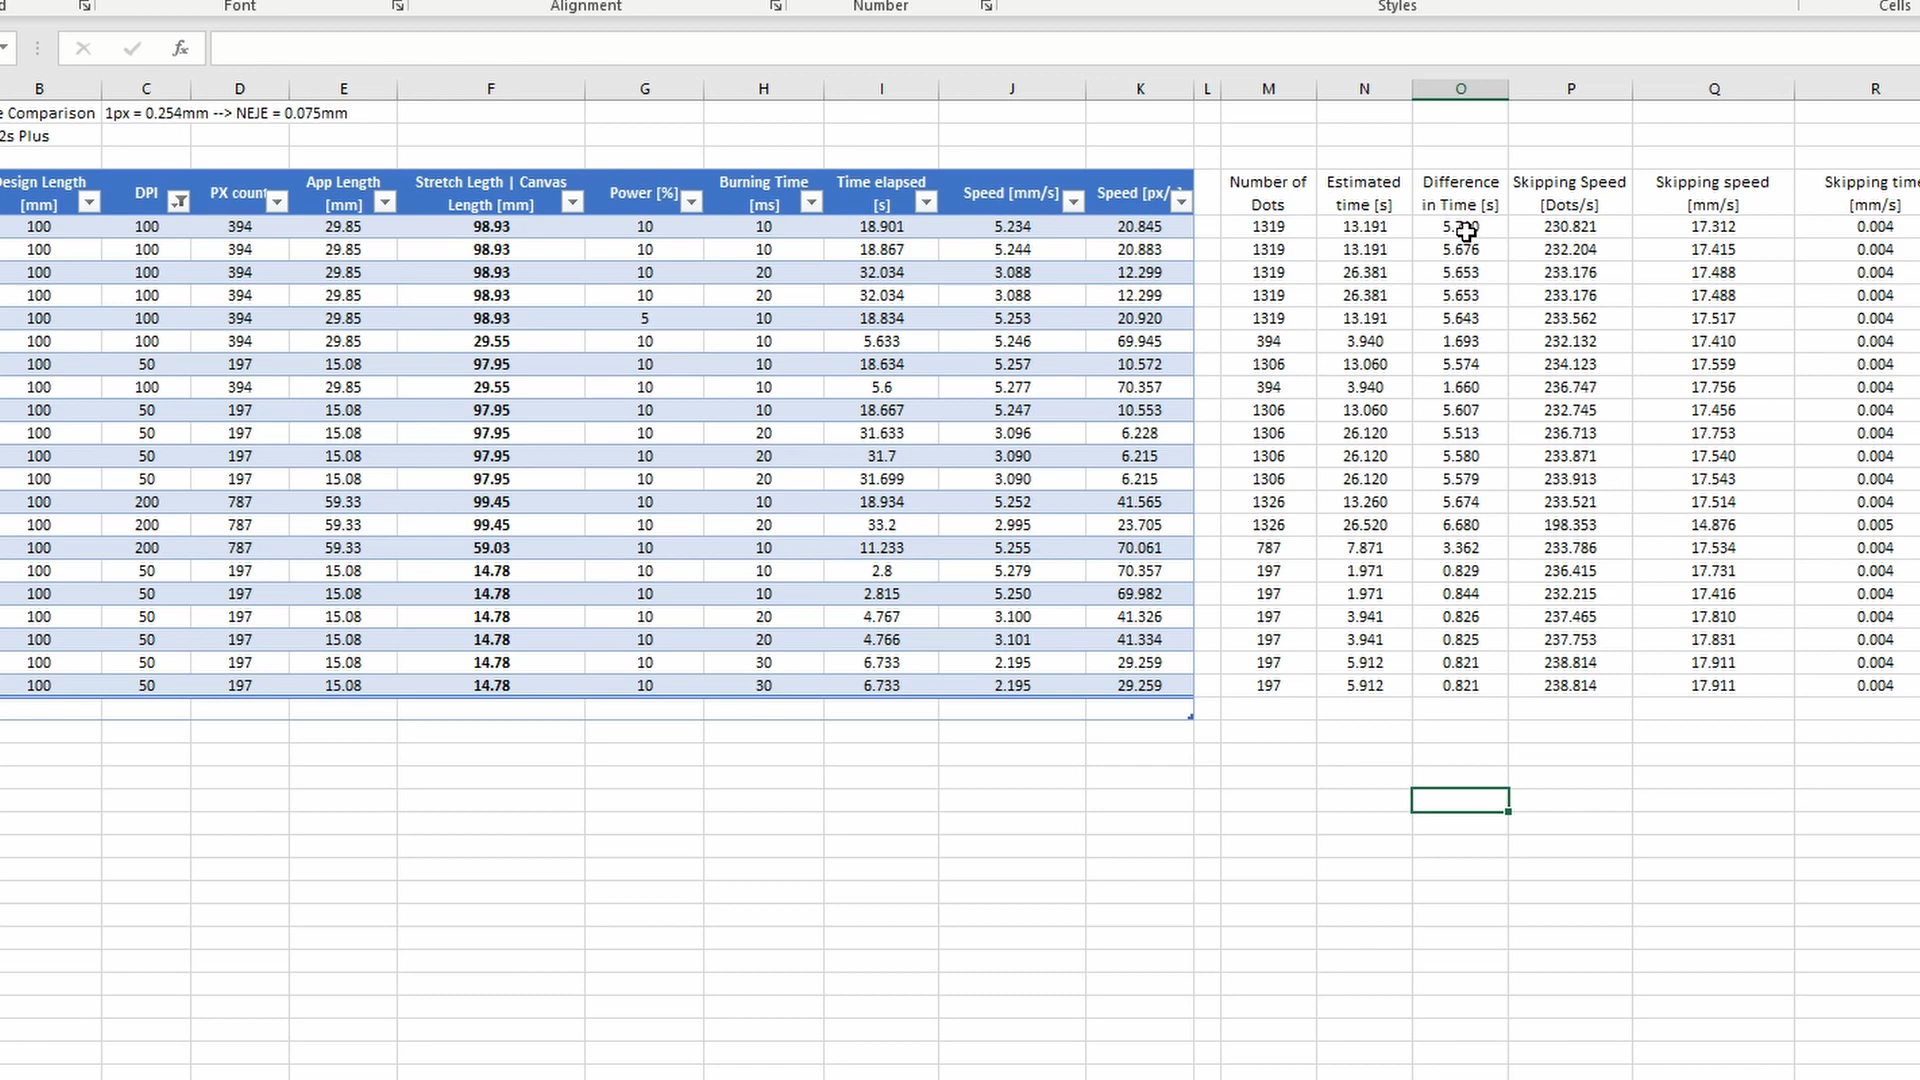 Font Alignment Number Styles Cells
fx
B C D E F G H I J K L M N O P Q R
e Comparison 1px = 0.254mm --> NEJE = 0.075mm
2s Plus
Design Length DPI PX count App Length Stretch Legth | Canvas Power [%] Burning Time Time elapsed Speed [mm/s] Speed [px/ Number of Estimated Difference Skipping Speed Skipping speed Skipping time
[mm] [mm] Length [mm] [ms] [s] Dots time [s] in Time [s] [Dots/s] [mm/s] [mm/s]
100 100 394 29.85 98.93 10 10 18.901 5.234 20.845 1319 13.191 230.821 17.312 0.004
100 100 394 29.85 98.93 10 10 18.867 5.244 20.883 1319 13.191 5.676 232.204 17.415 0.004
100 100 394 29.85 98.93 10 20 32.034 3.088 12.299 1319 26.381 5.653 233.176 17.488 0.004
100 100 394 29.85 98.93 10 20 32.034 3.088 12.299 1319 26.381 5.653 233.176 17.488 0.004
100 100 394 29.85 98.93 5 10 18.834 5.253 20.920 1319 13.191 5.643 233.562 17.517 0.004
100 100 394 29.85 29.55 10 10 5.633 5.246 69.945 394 3.940 1.693 232.132 17.410 0.004
100 50 197 15.08 97.95 10 10 18.634 5.257 10.572 1306 13.060 5.574 234.123 17.559 0.004
100 100 394 29.85 29.55 10 10 5.6 5.277 70.357 394 3.940 1.660 236.747 17.756 0.004
100 50 197 15.08 97.95 10 10 18.667 5.247 10.553 1306 13.060 5.607 232.745 17.456 0.004
100 50 197 15.08 97.95 10 20 31.633 3.096 6.228 1306 26.120 5.513 236.713 17.753 0.004
100 50 197 15.08 97.95 10 20 31.7 3.090 6.215 1306 26.120 5.580 233.871 17.540 0.004
100 50 197 15.08 97.95 10 20 31.699 3.090 6.215 1306 26.120 5.579 233.913 17.543 0.004
100 200 787 59.33 99.45 10 10 18.934 5.252 41.565 1326 13.260 5.674 233.521 17.514 0.004
100 200 787 59.33 99.45 10 20 33.2 2.995 23.705 1326 26.520 6.680 198.353 14.876 0.005
100 200 787 59.33 59.03 10 10 11.233 5.255 70.061 787 7.871 3.362 233.786 17.534 0.004
100 50 197 15.08 14.78 10 10 2.8 5.279 70.357 197 1.971 0.829 236.415 17.731 0.004
100 50 197 15.08 14.78 10 10 2.815 5.250 69.982 197 1.971 0.844 232.215 17.416 0.004
100 50 197 15.08 14.78 10 20 4.767 3.100 41.326 197 3.941 0.826 237.465 17.810 0.004
100 50 197 15.08 14.78 10 20 4.766 3.101 41.334 197 3.941 0.825 237.753 17.831 0.004
100 50 197 15.08 14.78 10 30 6.733 2.195 29.259 197 5.912 0.821 238.814 17.911 0.004
100 50 197 15.08 14.78 10 30 6.733 2.195 29.259 197 5.912 0.821 238.814 17.911 0.004